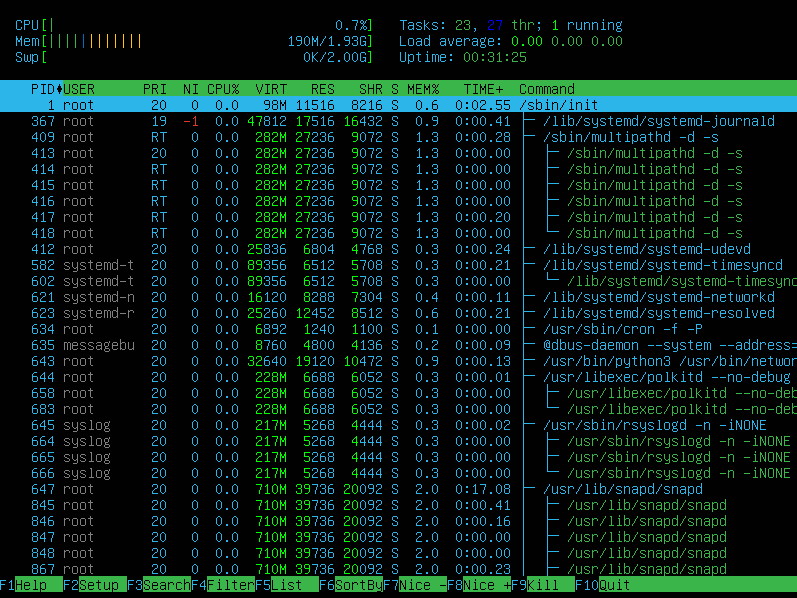 CPU[| 0.7%] Tasks: 23, 27 thr; 1 running
Mem[|||||||||||| 190M/1.93G] Load average: 0.00 0.00 0.00
Swp[ 0K/2.00G] Uptime: 00:31:25
PID♦USER PRI NI CPU% VIRT RES SHR S MEM% TIME+ Command
1 root 20 0 0.0 98M 11516 8216 S 0.6 0:02.55 /sbin/init
367 root 19 -1 0.0 47812 17516 16432 S 0.9 0:00.41 ├─ /lib/systemd/systemd-journald
409 root RT 0 0.0 282M 27236 9072 S 1.3 0:00.28 ├─ /sbin/multipathd -d -s
413 root 20 0 0.0 282M 27236 9072 S 1.3 0:00.00 │ ├─ /sbin/multipathd -d -s
414 root RT 0 0.0 282M 27236 9072 S 1.3 0:00.00 │ ├─ /sbin/multipathd -d -s
415 root RT 0 0.0 282M 27236 9072 S 1.3 0:00.00 │ ├─ /sbin/multipathd -d -s
416 root RT 0 0.0 282M 27236 9072 S 1.3 0:00.00 │ ├─ /sbin/multipathd -d -s
417 root RT 0 0.0 282M 27236 9072 S 1.3 0:00.20 │ ├─ /sbin/multipathd -d -s
418 root RT 0 0.0 282M 27236 9072 S 1.3 0:00.00 │ └─ /sbin/multipathd -d -s
412 root 20 0 0.0 25836 6804 4768 S 0.3 0:00.24 ├─ /lib/systemd/systemd-udevd
582 systemd-t 20 0 0.0 89356 6512 5708 S 0.3 0:00.21 ├─ /lib/systemd/systemd-timesyncd
602 systemd-t 20 0 0.0 89356 6512 5708 S 0.3 0:00.00 │ └─ /lib/systemd/systemd-timesync
621 systemd-n 20 0 0.0 16120 8288 7304 S 0.4 0:00.11 ├─ /lib/systemd/systemd-networkd
623 systemd-r 20 0 0.0 25260 12452 8512 S 0.6 0:00.21 ├─ /lib/systemd/systemd-resolved
634 root 20 0 0.0 6892 1240 1100 S 0.1 0:00.00 ├─ /usr/sbin/cron -f -P
635 messagebu 20 0 0.0 8760 4800 4136 S 0.2 0:00.09 ├─ @dbus-daemon --system --address=
643 root 20 0 0.0 32640 19120 10472 S 0.9 0:00.13 ├─ /usr/bin/python3 /usr/bin/networ
644 root 20 0 0.0 228M 6688 6052 S 0.3 0:00.01 ├─ /usr/libexec/polkitd --no-debug
658 root 20 0 0.0 228M 6688 6052 S 0.3 0:00.00 │ ├─ /usr/libexec/polkitd --no-deb
683 root 20 0 0.0 228M 6688 6052 S 0.3 0:00.00 │ └─ /usr/libexec/polkitd --no-deb
645 syslog 20 0 0.0 217M 5268 4444 S 0.3 0:00.02 ├─ /usr/sbin/rsyslogd -n -iNONE
664 syslog 20 0 0.0 217M 5268 4444 S 0.3 0:00.00 │ ├─ /usr/sbin/rsyslogd -n -iNONE
665 syslog 20 0 0.0 217M 5268 4444 S 0.3 0:00.00 │ ├─ /usr/sbin/rsyslogd -n -iNONE
666 syslog 20 0 0.0 217M 5268 4444 S 0.3 0:00.00 │ └─ /usr/sbin/rsyslogd -n -iNONE
647 root 20 0 0.0 710M 39736 20092 S 2.0 0:17.08 ├─ /usr/lib/snapd/snapd
845 root 20 0 0.0 710M 39736 20092 S 2.0 0:00.41 │ ├─ /usr/lib/snapd/snapd
846 root 20 0 0.0 710M 39736 20092 S 2.0 0:00.16 │ ├─ /usr/lib/snapd/snapd
847 root 20 0 0.0 710M 39736 20092 S 2.0 0:00.00 │ ├─ /usr/lib/snapd/snapd
848 root 20 0 0.0 710M 39736 20092 S 2.0 0:00.00 │ ├─ /usr/lib/snapd/snapd
867 root 20 0 0.0 710M 39736 20092 S 2.0 0:00.23 │ ├─ /usr/lib/snapd/snapd
F1Help F2Setup F3SearchF4FilterF5List F6SortByF7Nice -F8Nice +F9Kill F10Quit